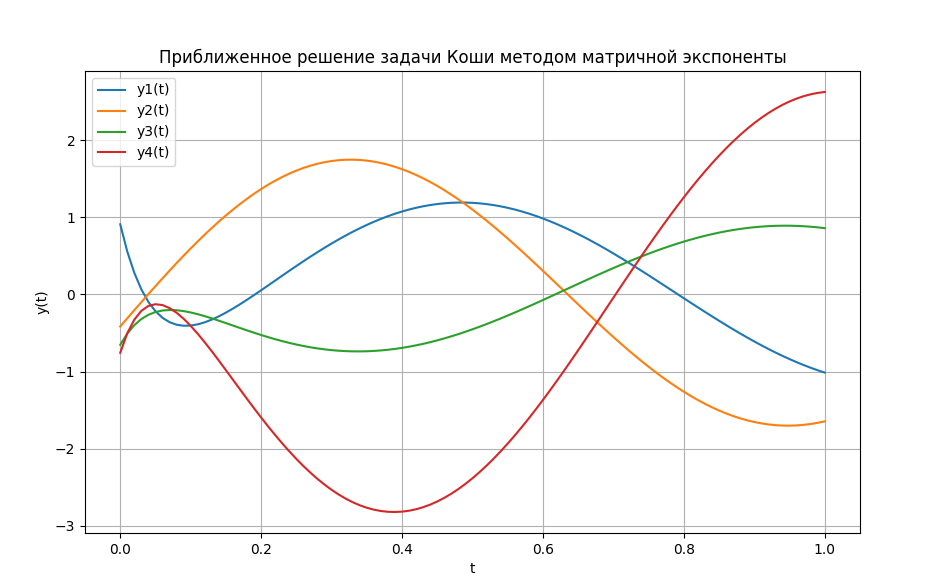 Приближенное решение задачи Коши методом матричной экспоненты
y1(t)
y2(t)
y3(t)
y4(t)
y(t)
2
1
0
−1
−2
−3
0.0 0.2 0.4 0.6 0.8 1.0
t